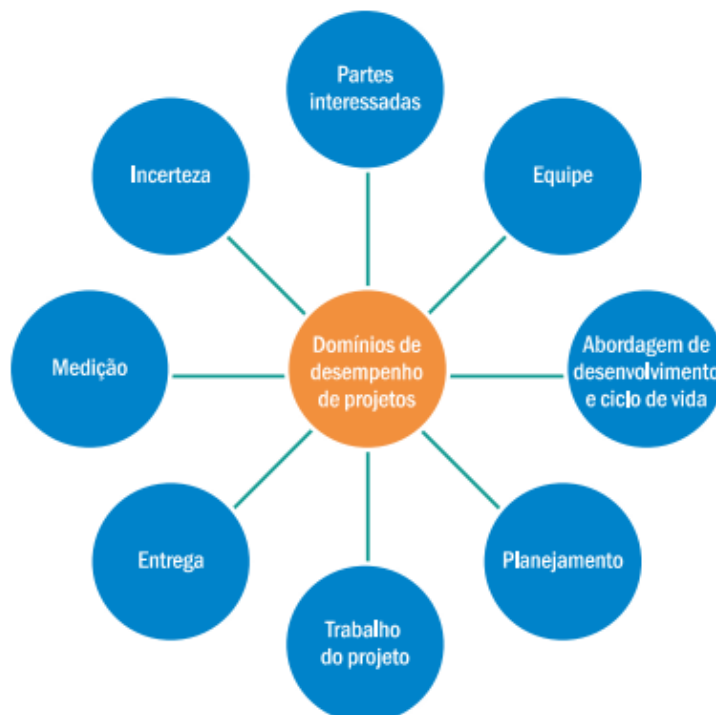 Partes
interessadas
Incerteza
Equipe
Domínios de
desempenho
de projetos
Medição
Abordagem de
desenvolvimento
e ciclo de vida
Entrega
Planejamento
Trabalho
do projeto